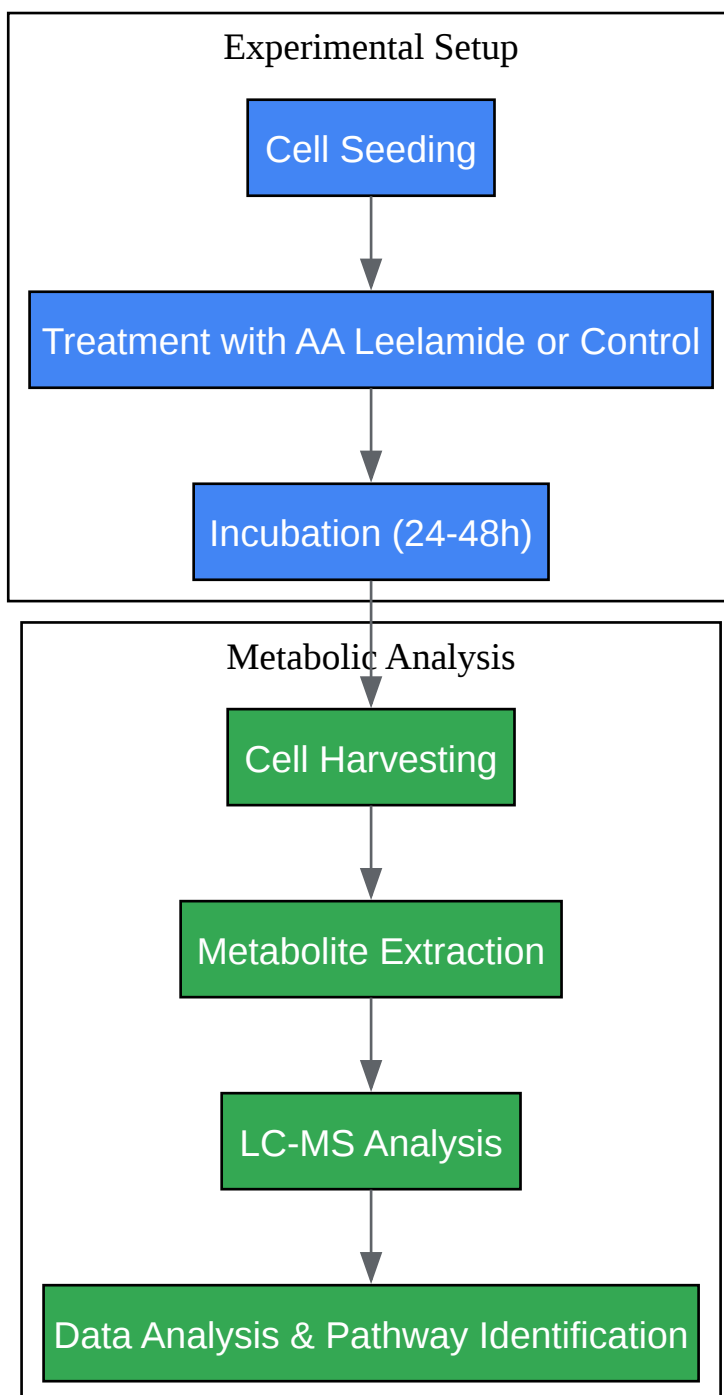 Experimental Setup
Cell Seeding
Treatment with AA Leelamide or Control
Incubation (24-48h)
Metabolic Analysis
Cell Harvesting
Metabolite Extraction
LC-MS Analysis
Data Analysis & Pathway Identification